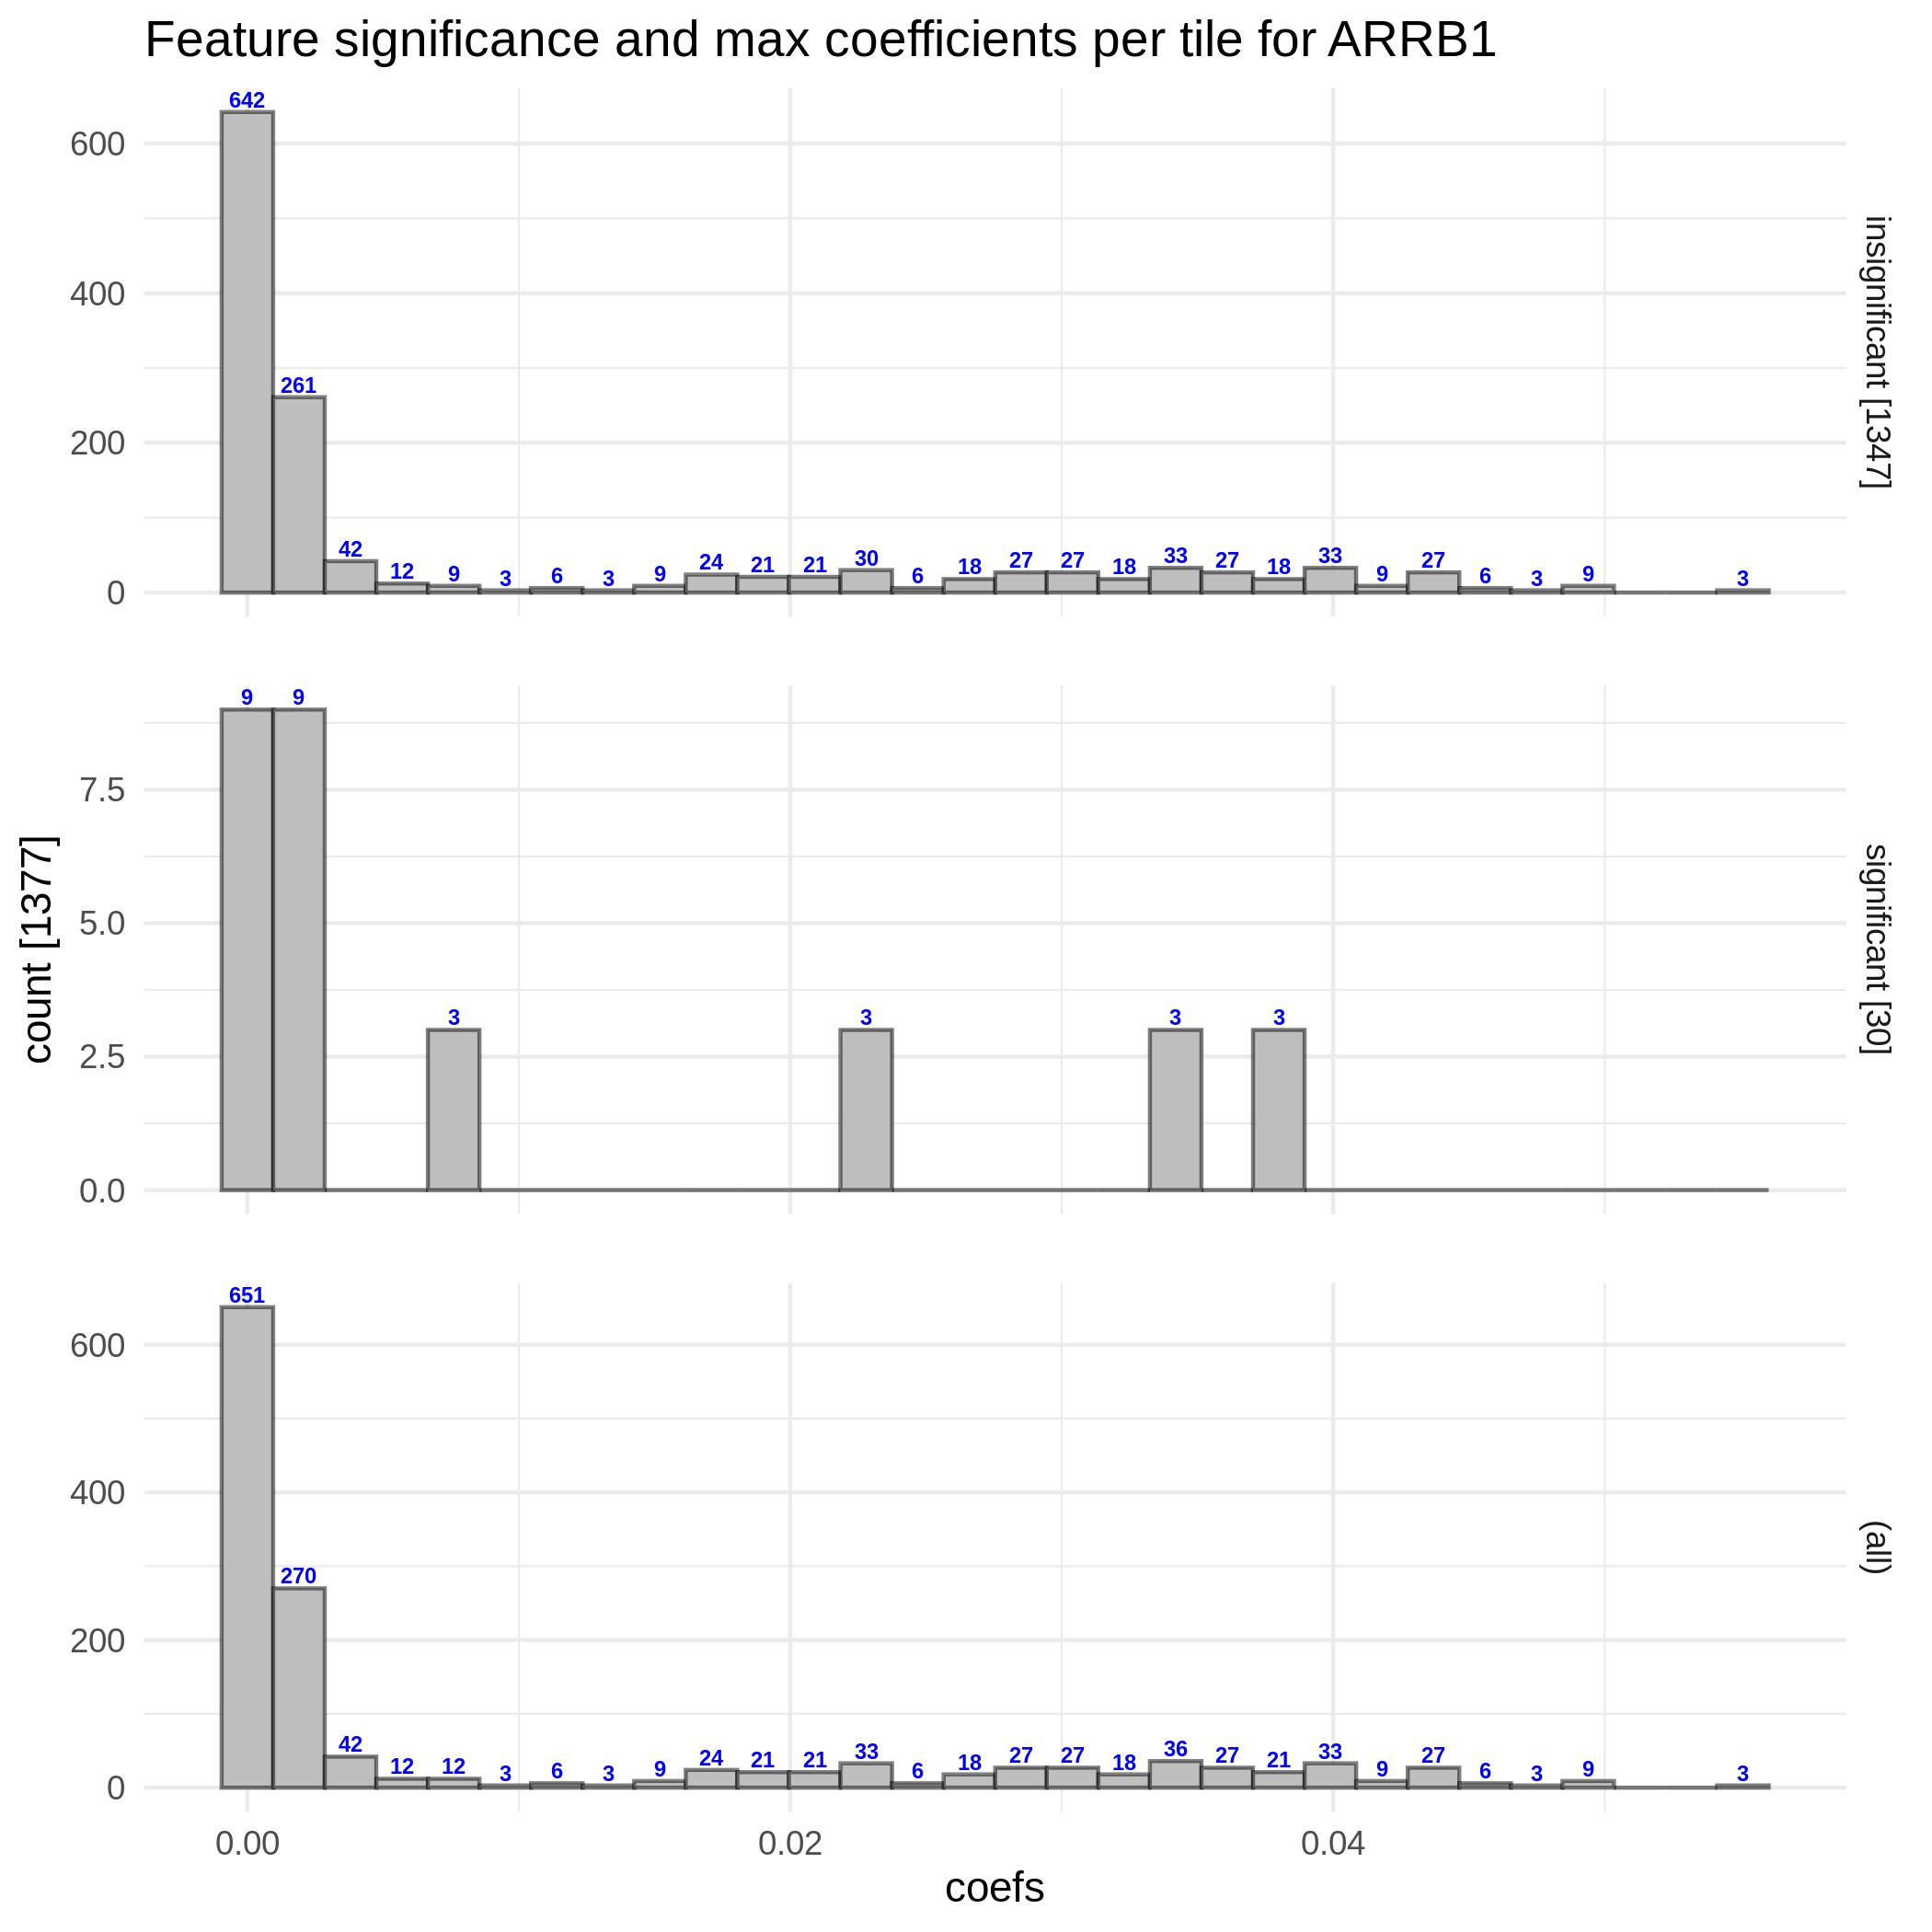 Feature significance and max coefficients per tile for ARRB1
642
600
261
400
200
42 12 9 3 6 3 9 24 21 21 30 6 18 27 27 18 33 27 18 33 9 27 6 3 9 3
0
insignificant [1347]
9 9
7.5
5.0
3 3 3 3
2.5
0.0
significant [30]
count [1377]
651
600
400
270
200
42 12 12 3 6 3 9 24 21 21 33 6 18 27 27 18 36 27 21 33 9 27 6 3 9 3
0
(all)
0.00 0.02 0.04
coefs